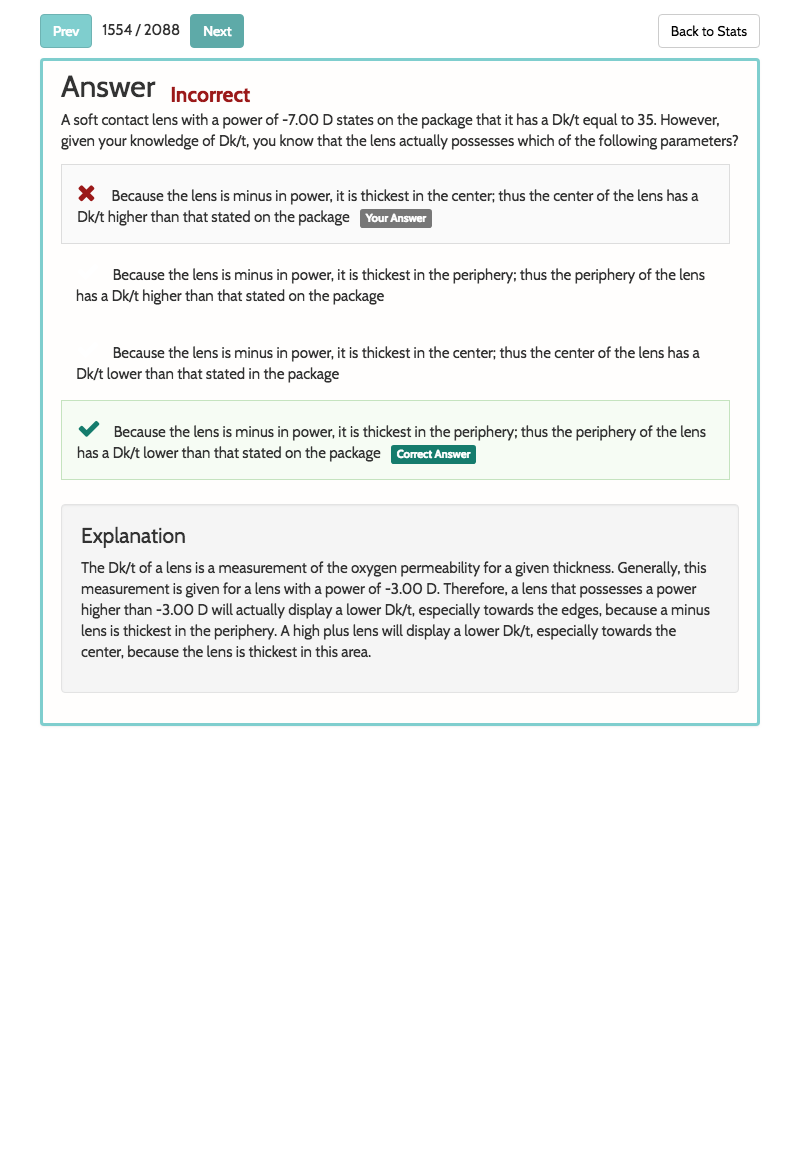 Prev 1554 / 2088 Next Back to Stats
Answer Incorrect
A soft contact lens with a power of -7.00 D states on the package that it has a Dk/t equal to 35. However,
given your knowledge of Dk/t, you know that the lens actually possesses which of the following parameters?
Because the lens is minus in power, it is thickest in the center; thus the center of the lens has a
Dk/t higher than that stated on the package Your Answer
Because the lens is minus in power, it is thickest in the periphery; thus the periphery of the lens
has a Dk/t higher than that stated on the package
Because the lens is minus in power, it is thickest in the center; thus the center of the lens has a
Dk/t lower than that stated in the package
Because the lens is minus in power, it is thickest in the periphery; thus the periphery of the lens
has a Dk/t lower than that stated on the package Correct Answer
Explanation
The Dk/t of a lens is a measurement of the oxygen permeability for a given thickness. Generally, this
measurement is given for a lens with a power of -3.00 D. Therefore, a lens that possesses a power
higher than -3.00 D will actually display a lower Dk/t, especially towards the edges, because a minus
lens is thickest in the periphery. A high plus lens will display a lower Dk/t, especially towards the
center, because the lens is thickest in this area.